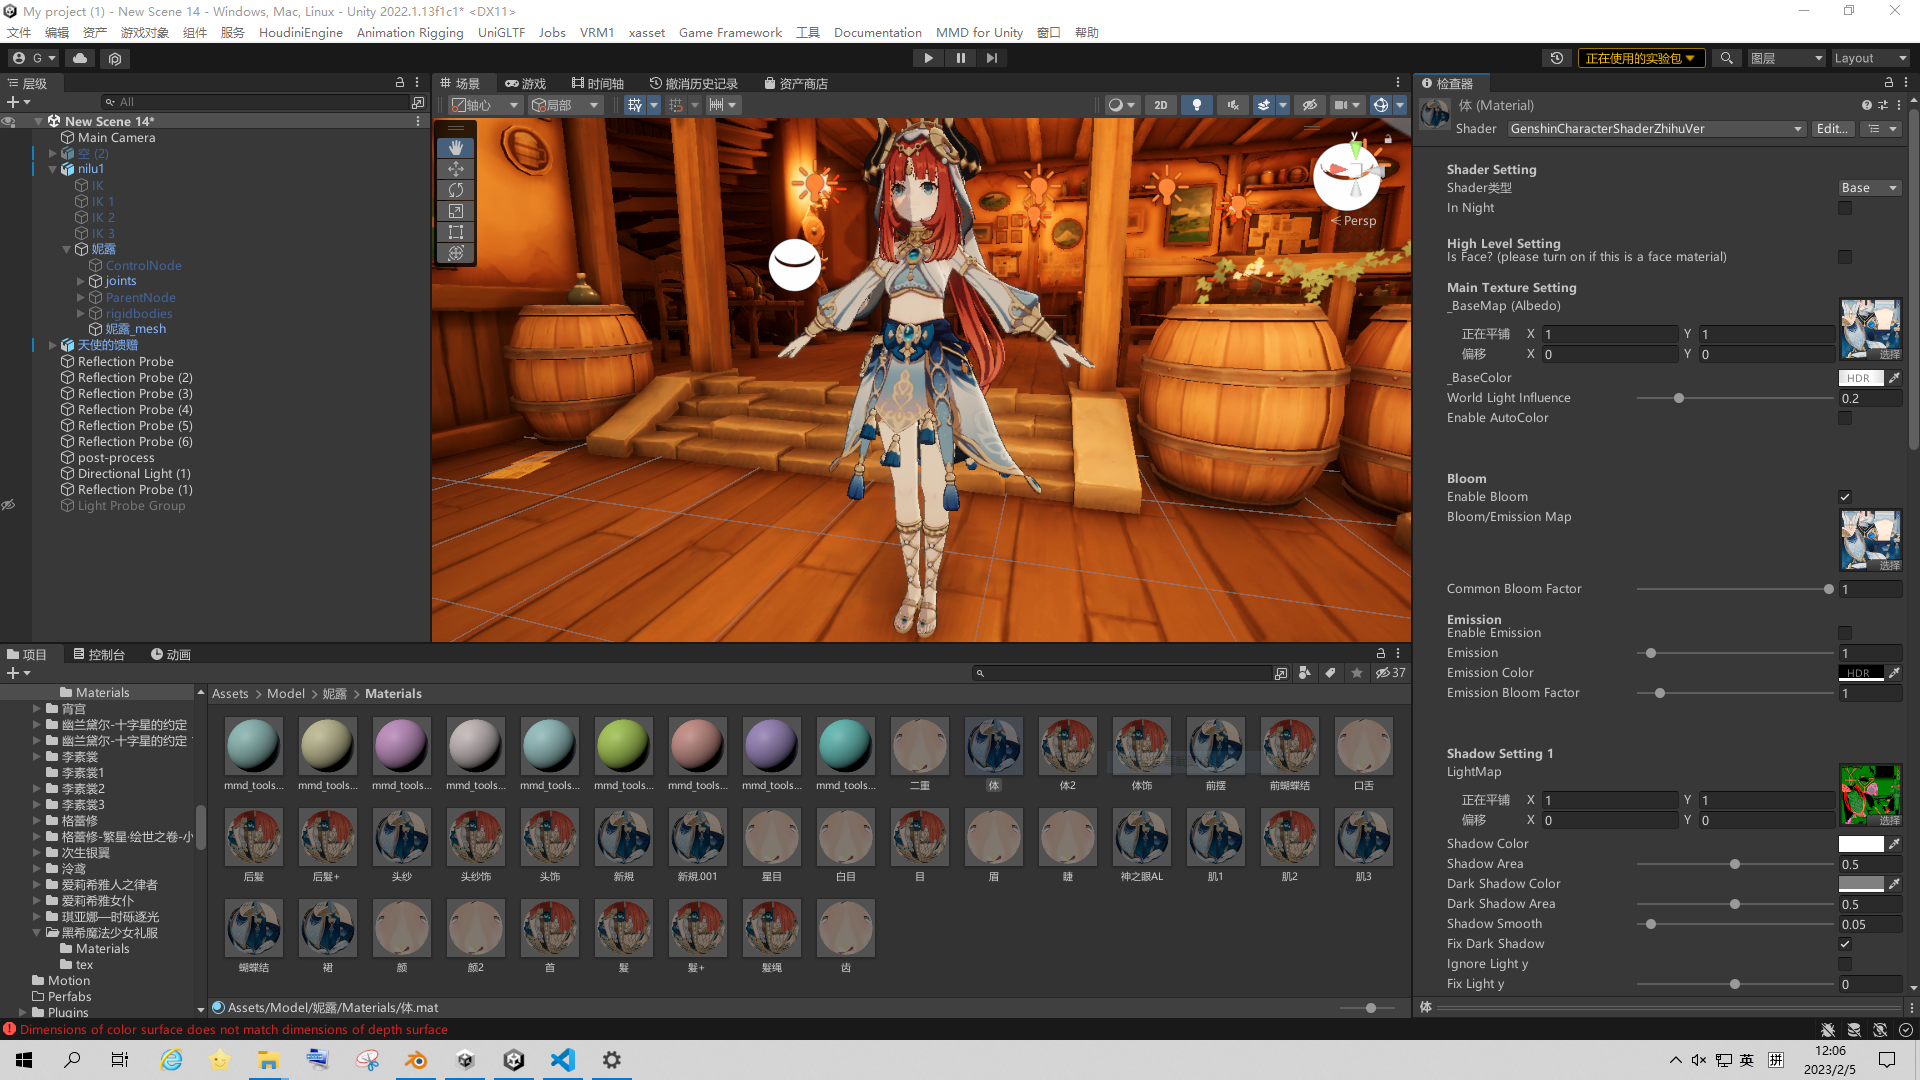 My project (1) - New Scene 14 - Windows, Mac, Linux - Unity 2022.1.13f1c1* <DX11>
文件 编辑 资产 游戏对象 组件 服务 HoudiniEngine Animation Rigging UniGLTF Jobs VRM1 xasset Game Framework 工具 Documentation MMD for Unity 窗口 帮助
G 正在使用的实验包 图层 Layout
层级
All
New Scene 14*
Main Camera
空 (2)
nilu1
IK
IK 1
IK 2
IK 3
妮露
ControlNode
joints
ParentNode
rigidbodies
妮露_mesh
天使的馈赠
Reflection Probe
Reflection Probe (2)
Reflection Probe (3)
Reflection Probe (4)
Reflection Probe (5)
Reflection Probe (6)
post-process
Directional Light (1)
Reflection Probe (1)
Light Probe Group
场景 游戏 时间轴 撤消历史记录 资产商店
轴心 局部 2D
y
Persp
检查器
体 (Material)
Shader GenshinCharacterShaderZhihuVer Edit...
Shader Setting
Shader类型 Base
In Night
High Level Setting
Is Face? (please turn on if this is a face material)
Main Texture Setting
_BaseMap (Albedo)
正在平铺 X 1 Y 1
偏移 X 0 Y 0
选择
_BaseColor HDR
World Light Influence 0.2
Enable AutoColor
Bloom
Enable Bloom
Bloom/Emission Map
选择
Common Bloom Factor 1
Emission
Enable Emission
Emission 1
Emission Color HDR
Emission Bloom Factor 1
Shadow Setting 1
LightMap
正在平铺 X 1 Y 1
偏移 X 0 Y 0
选择
Shadow Color
Shadow Area 0.5
Dark Shadow Color
Dark Shadow Area 0.5
Shadow Smooth 0.05
Fix Dark Shadow
Ignore Light y
Fix Light y 0
体
项目 控制台 动画
37
Materials
宵宫
幽兰黛尔-十字星的约定
幽兰黛尔-十字星的约定
李素裳
李素裳1
李素裳2
李素裳3
格蕾修
格蕾修-繁星·绘世之卷-小
次生银翼
泠鸢
爱莉希雅人之律者
爱莉希雅女仆
琪亚娜—时砾逐光
黑希魔法少女礼服
Materials
tex
Motion
Perfabs
Plugins
Assets > Model > 妮露 > Materials
mmd_tools... mmd_tools... mmd_tools... mmd_tools... mmd_tools... mmd_tools... mmd_tools... mmd_tools... mmd_tools... 二重 体 体2 体饰 前摆 前蝴蝶结 口舌
后髪 后髪+ 头纱 头纱饰 头饰 新規 新規.001 星目 白目 目 眉 睫 神之眼AL 肌1 肌2 肌3
蝴蝶结 裙 颜 颜2 首 髪 髪+ 髪绳 齿
Assets/Model/妮露/Materials/体.mat
Dimensions of color surface does not match dimensions of depth surface
英 拼
12:06
2023/2/5